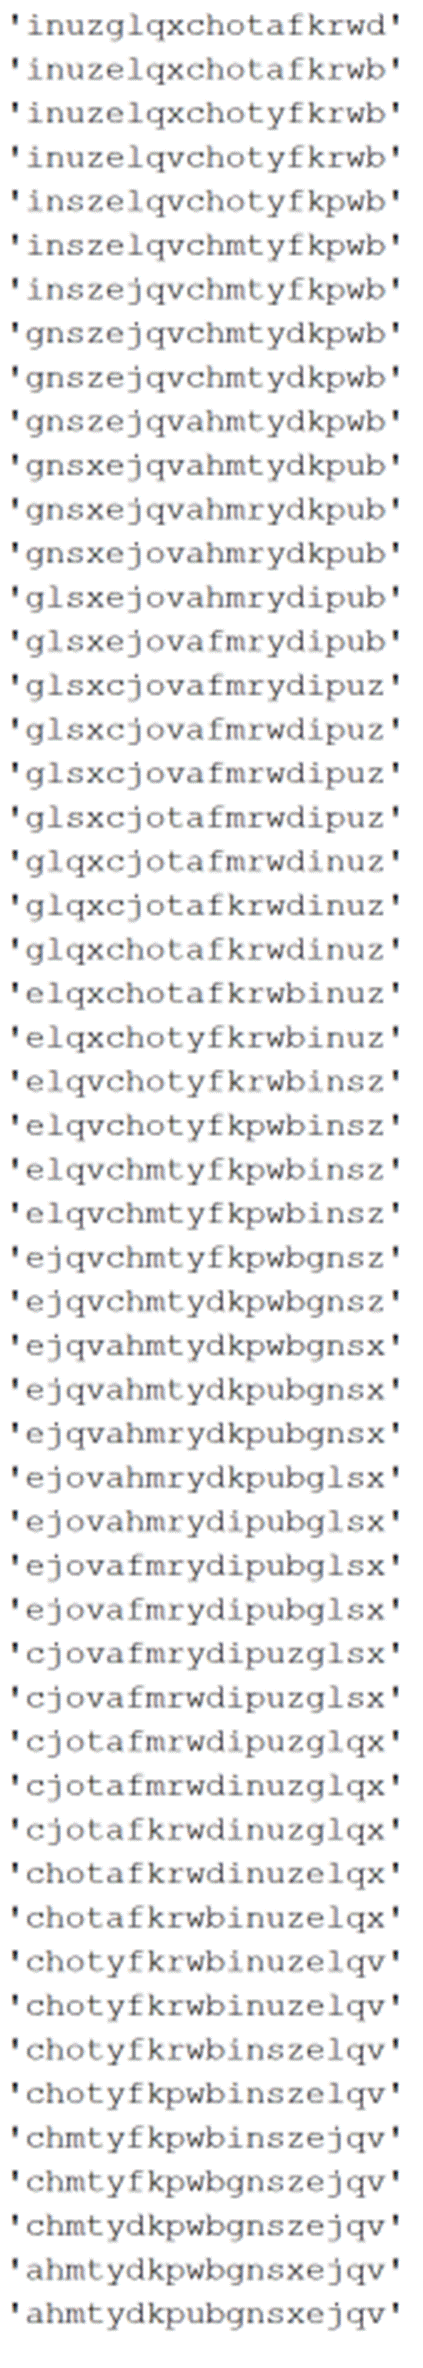 'inuzglqxchotafkrwd'
'inuzelqxchotafkrwb'
'inuzelqxchotyfkrwb'
'inuzelqvchotyfkrwb'
'inszelqvchotyfkpwb'
'inszelqvchmtyfkpwb'
'inszejqvchmtyfkpwb'
'gnszejqvchmtydkpwb'
'gnszejqvchmtydkpwb'
'gnszejqvahmtydkpwb'
'gnsxejqvahmtydkpub'
'gnsxejqvahmrydkpub'
'gnsxejovahmrydkpub'
'glsxejovahmrydipub'
'glsxejovafmrydipub'
'glsxcjovafmrydipuz'
'glsxcjovafmrwdipuz'
'glsxcjovafmrwdipuz'
'glsxcjotafmrwdipuz'
'glqxcjotafmrwdinuz'
'glqxcjotafkrwdinuz'
'glqxchotafkrwdinuz'
'elqxchotafkrwbinuz'
'elqxchotyfkrwbinuz'
'elqvchotyfkrwbinsz'
'elqvchotyfkpwbinsz'
'elqvchmtyfkpwbinsz'
'elqvchmtyfkpwbinsz'
'ejqvchmtyfkpwbgnsz'
'ejqvchmtydkpwbgnsz'
'ejqvahmtydkpwbgnsx'
'ejqvahmtydkpubgnsx'
'ejqvahmrydkpubgnsx'
'ejovahmrydkpubglsx'
'ejovahmrydipubglsx'
'ejovafmrydipubglsx'
'ejovafmrydipubglsx'
'cjovafmrydipuzglsx'
'cjovafmrwdipuzglsx'
'cjotafmrwdipuzglqx'
'cjotafmrwdinuzglqx'
'cjotafkrwdinuzglqx'
'chotafkrwdinuzelqx'
'chotafkrwbinuzelqx'
'chotyfkrwbinuzelqv'
'chotyfkrwbinuzelqv'
'chotyfkrwbinszelqv'
'chotyfkpwbinszelqv'
'chmtyfkpwbinszejqv'
'chmtyfkpwbgnszejqv'
'chmtydkpwbgnszejqv'
'ahmtydkpwbgnsxejqv'
'ahmtydkpubgnsxejqv'